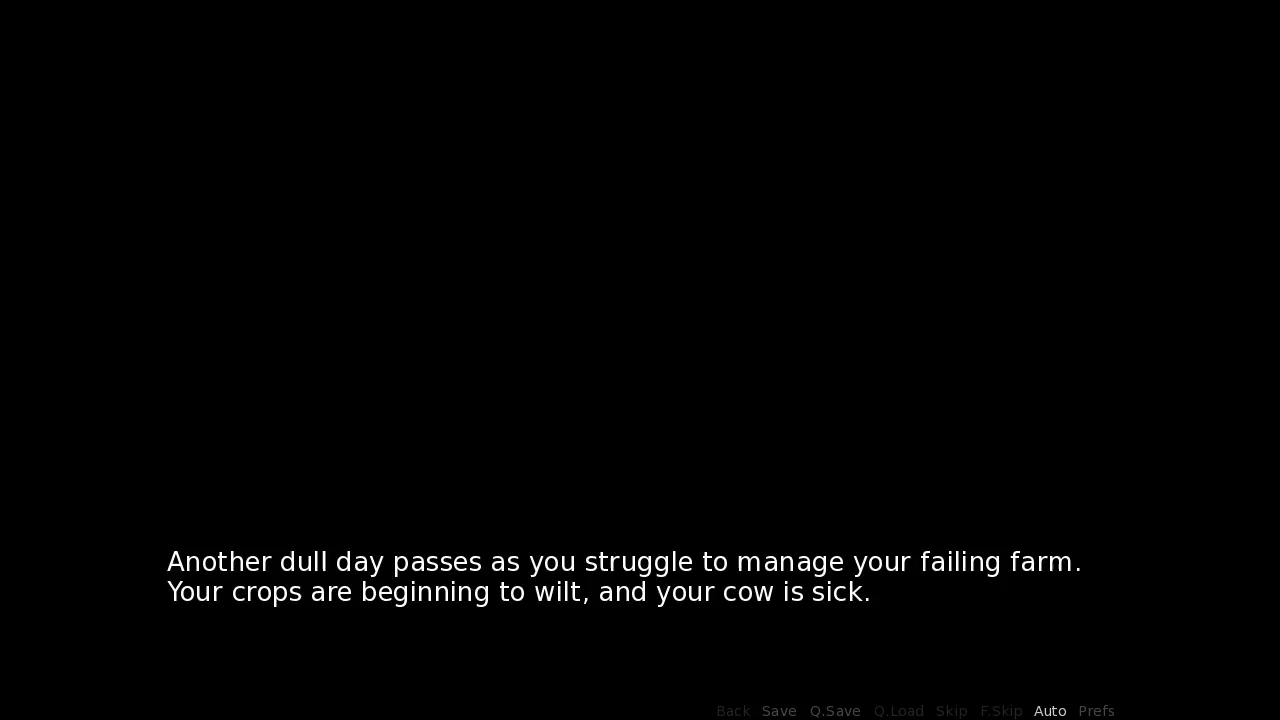 Another dull day passes as you struggle to manage your failing farm.
Your crops are beginning to wilt, and your cow is sick.
Back Save Q.Save Q.Load Skip F.Skip Auto Prefs